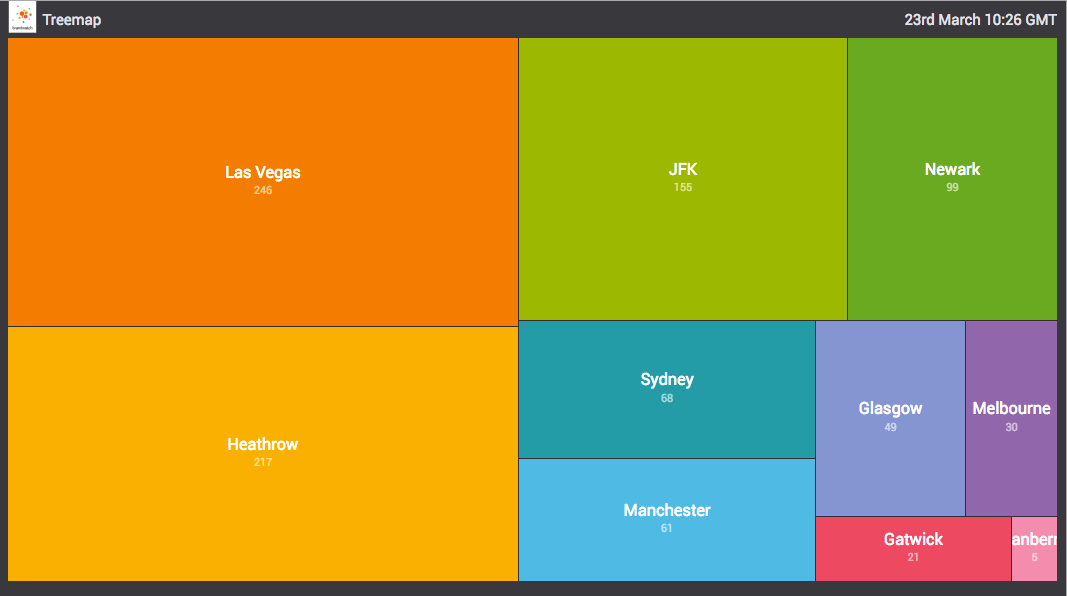 Treemap
23rd March 10:26 GMT
Las Vegas
246
JFK
155
Newark
99
Heathrow
217
Sydney
68
Manchester
61
Glasgow
49
Melbourne
30
Gatwick
21
anberr
5